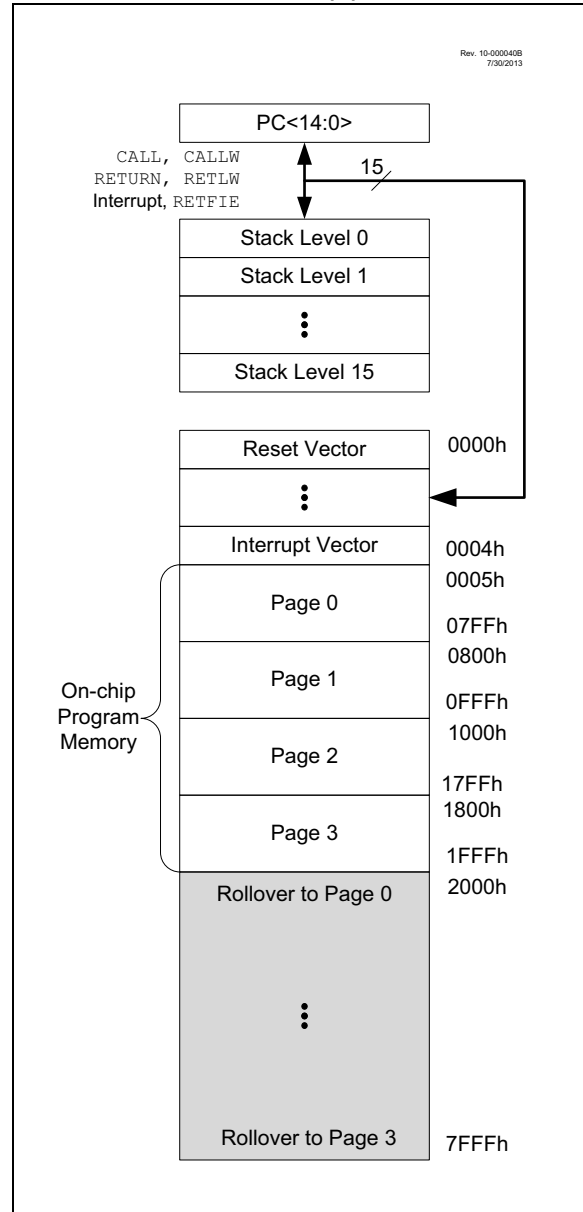 Rev. 10-000040B
7/30/2013
PC<14:0>
CALL, CALLW
RETURN, RETLW
Interrupt, RETFIE
15
Stack Level 0
Stack Level 1
Stack Level 15
Reset Vector
0000h
Interrupt Vector
0004h
0005h
Page 0
07FFh
0800h
Page 1
0FFFh
On-chip
Program
Memory
1000h
Page 2
17FFh
1800h
Page 3
1FFFh
Rollover to Page 0
2000h
Rollover to Page 3
7FFFh